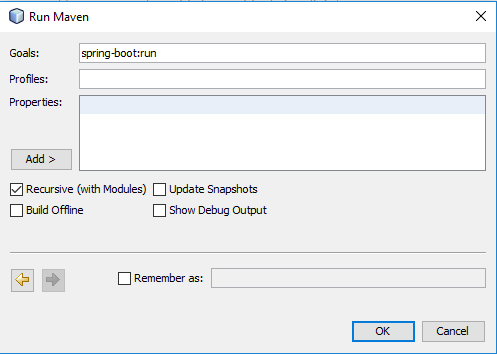 Run Maven
Goals:
spring-boot:run
Profiles:
Properties:
Add >
Recursive (with Modules)
Update Snapshots
Build Offline
Show Debug Output
Remember as:
OK
Cancel